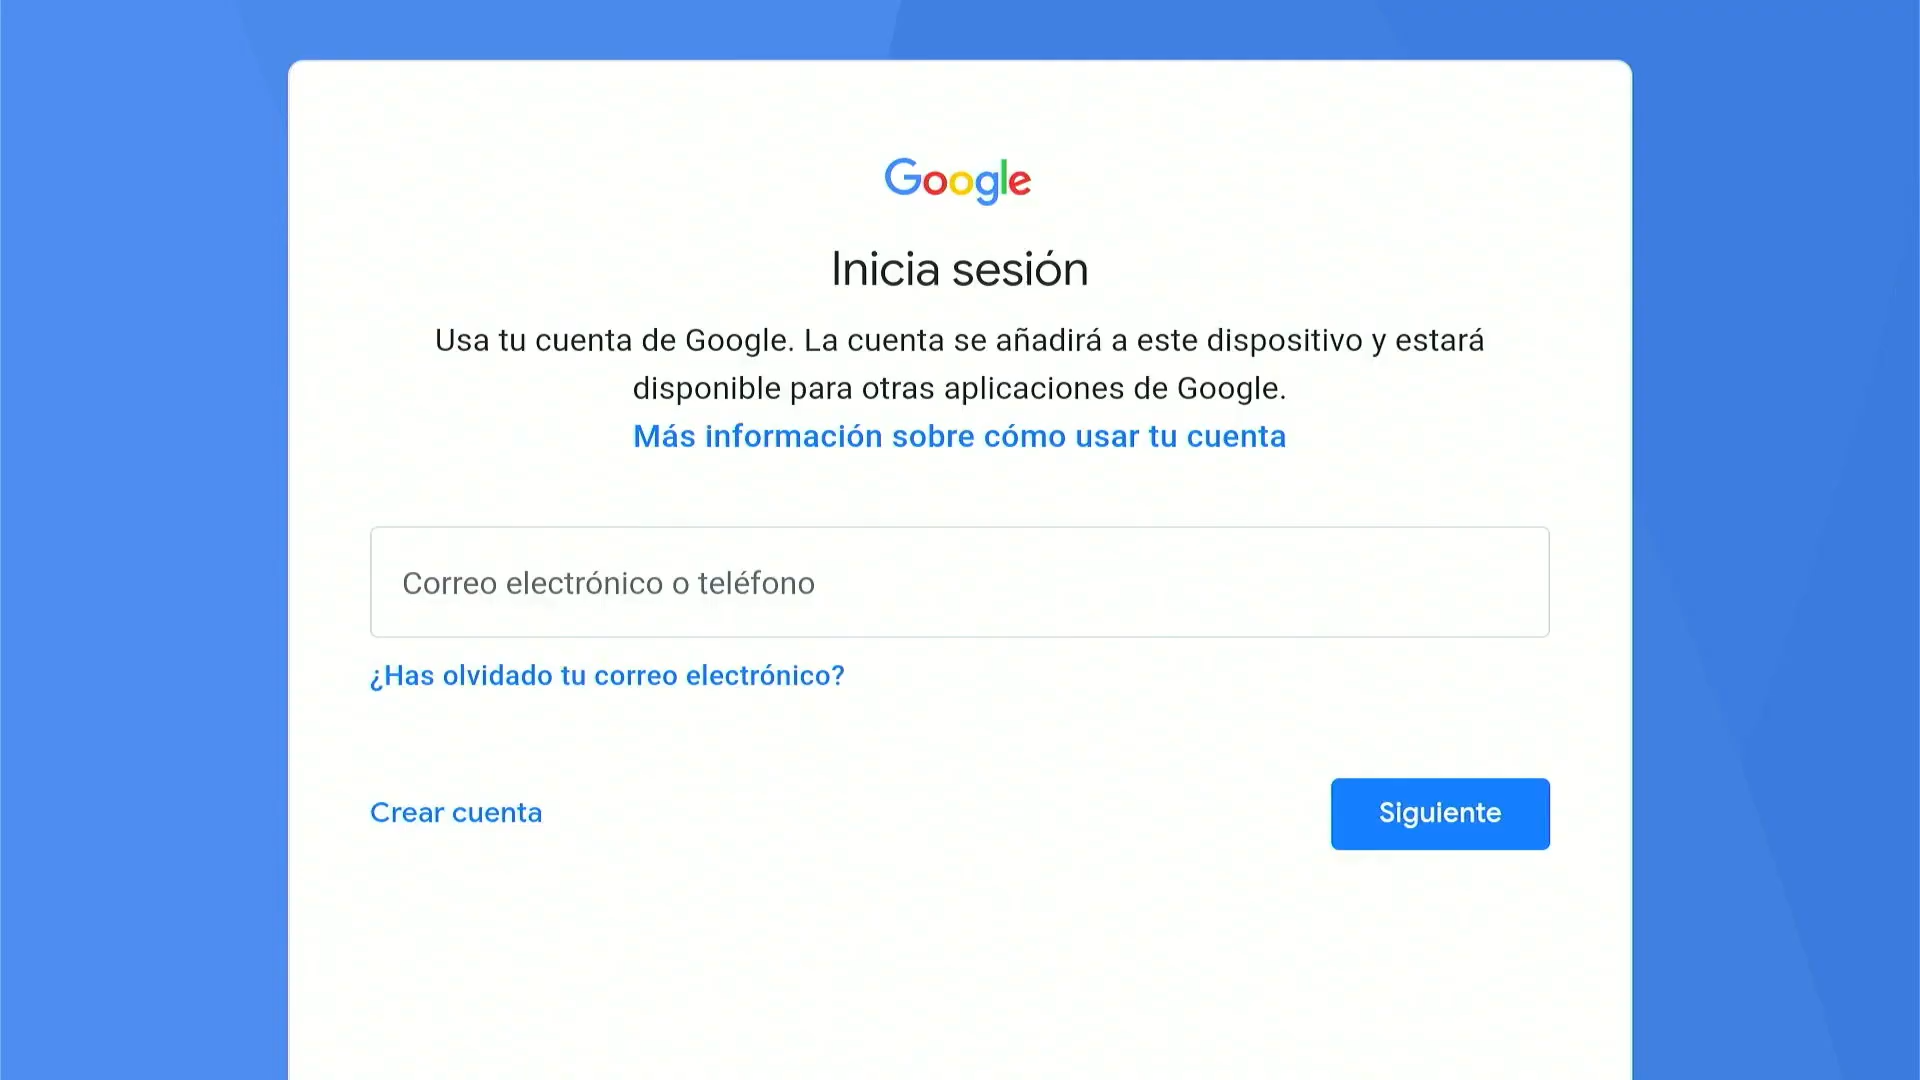 Google
Inicia sesión
Usa tu cuenta de Google. La cuenta se añadirá a este dispositivo y estará
disponible para otras aplicaciones de Google.
Más información sobre cómo usar tu cuenta
Correo electrónico o teléfono
¿Has olvidado tu correo electrónico?
Crear cuenta
Siguiente